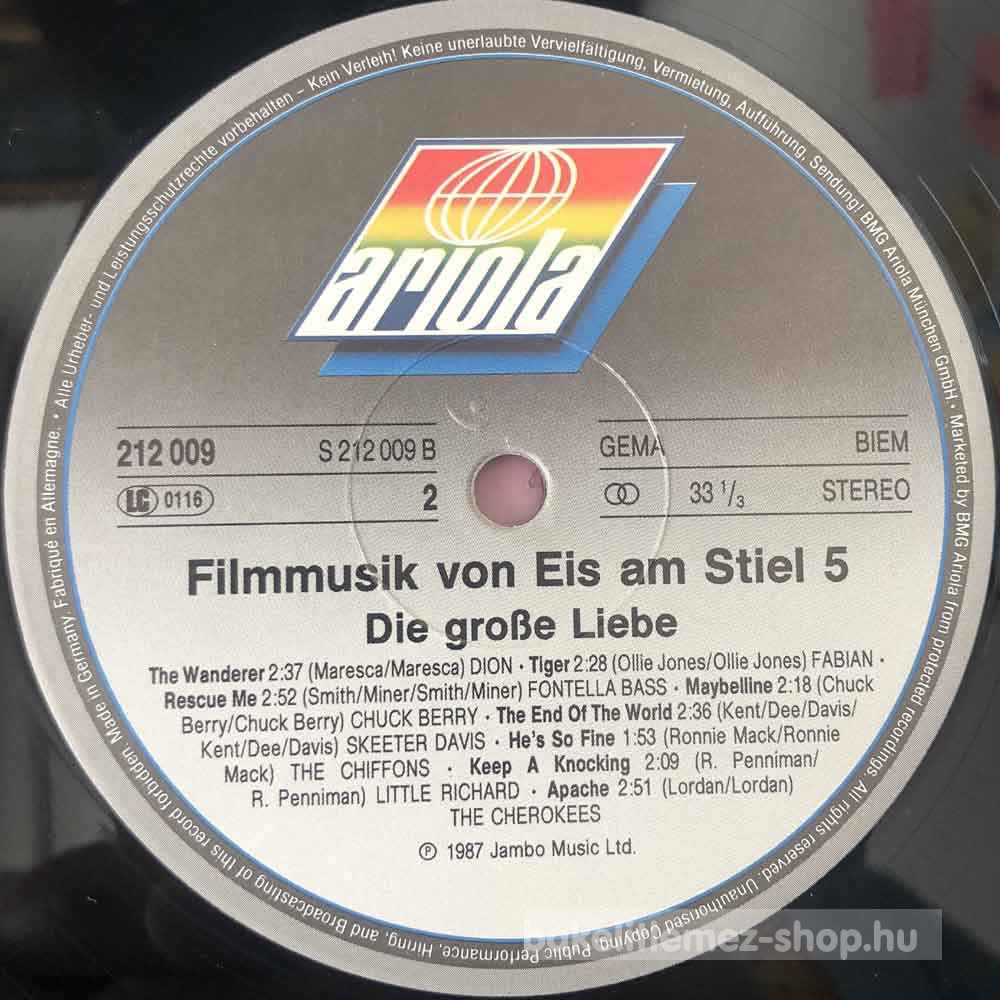 Alle Urheber- und Leistungsschutzrechte vorbehalten – Kein Verleih! Keine unerlaubte Vervielfältigung, Vermietung, Aufführung, Sendung! BMG Ariola München GmbH. • Marketed by BMG Ariola from protected recordings. All rights reserved. Unauthorised Copying, Public Performance, Hiring, and Broadcasting of this record forbidden. Made in Germany. Fabriqué en Allemagne. •
ariola
212 009 S 212 009 B GEMA BIEM
LC 0116 2 33 1/3 STEREO
Filmmusik von Eis am Stiel 5
Die große Liebe
The Wanderer 2:37 (Maresca/Maresca) DION · Tiger 2:28 (Ollie Jones/Ollie Jones) FABIAN ·
Rescue Me 2:52 (Smith/Miner/Smith/Miner) FONTELLA BASS · Maybelline 2:18 (Chuck
Berry/Chuck Berry) CHUCK BERRY · The End Of The World 2:36 (Kent/Dee/Davis/
Kent/Dee/Davis) SKEETER DAVIS · He's So Fine 1:53 (Ronnie Mack/Ronnie
Mack) THE CHIFFONS · Keep A Knocking 2:09 (R. Penniman/
R. Penniman) LITTLE RICHARD · Apache 2:51 (Lordan/Lordan)
THE CHEROKEES
℗ 1987 Jambo Music Ltd.
bakelitlemez-shop.hu